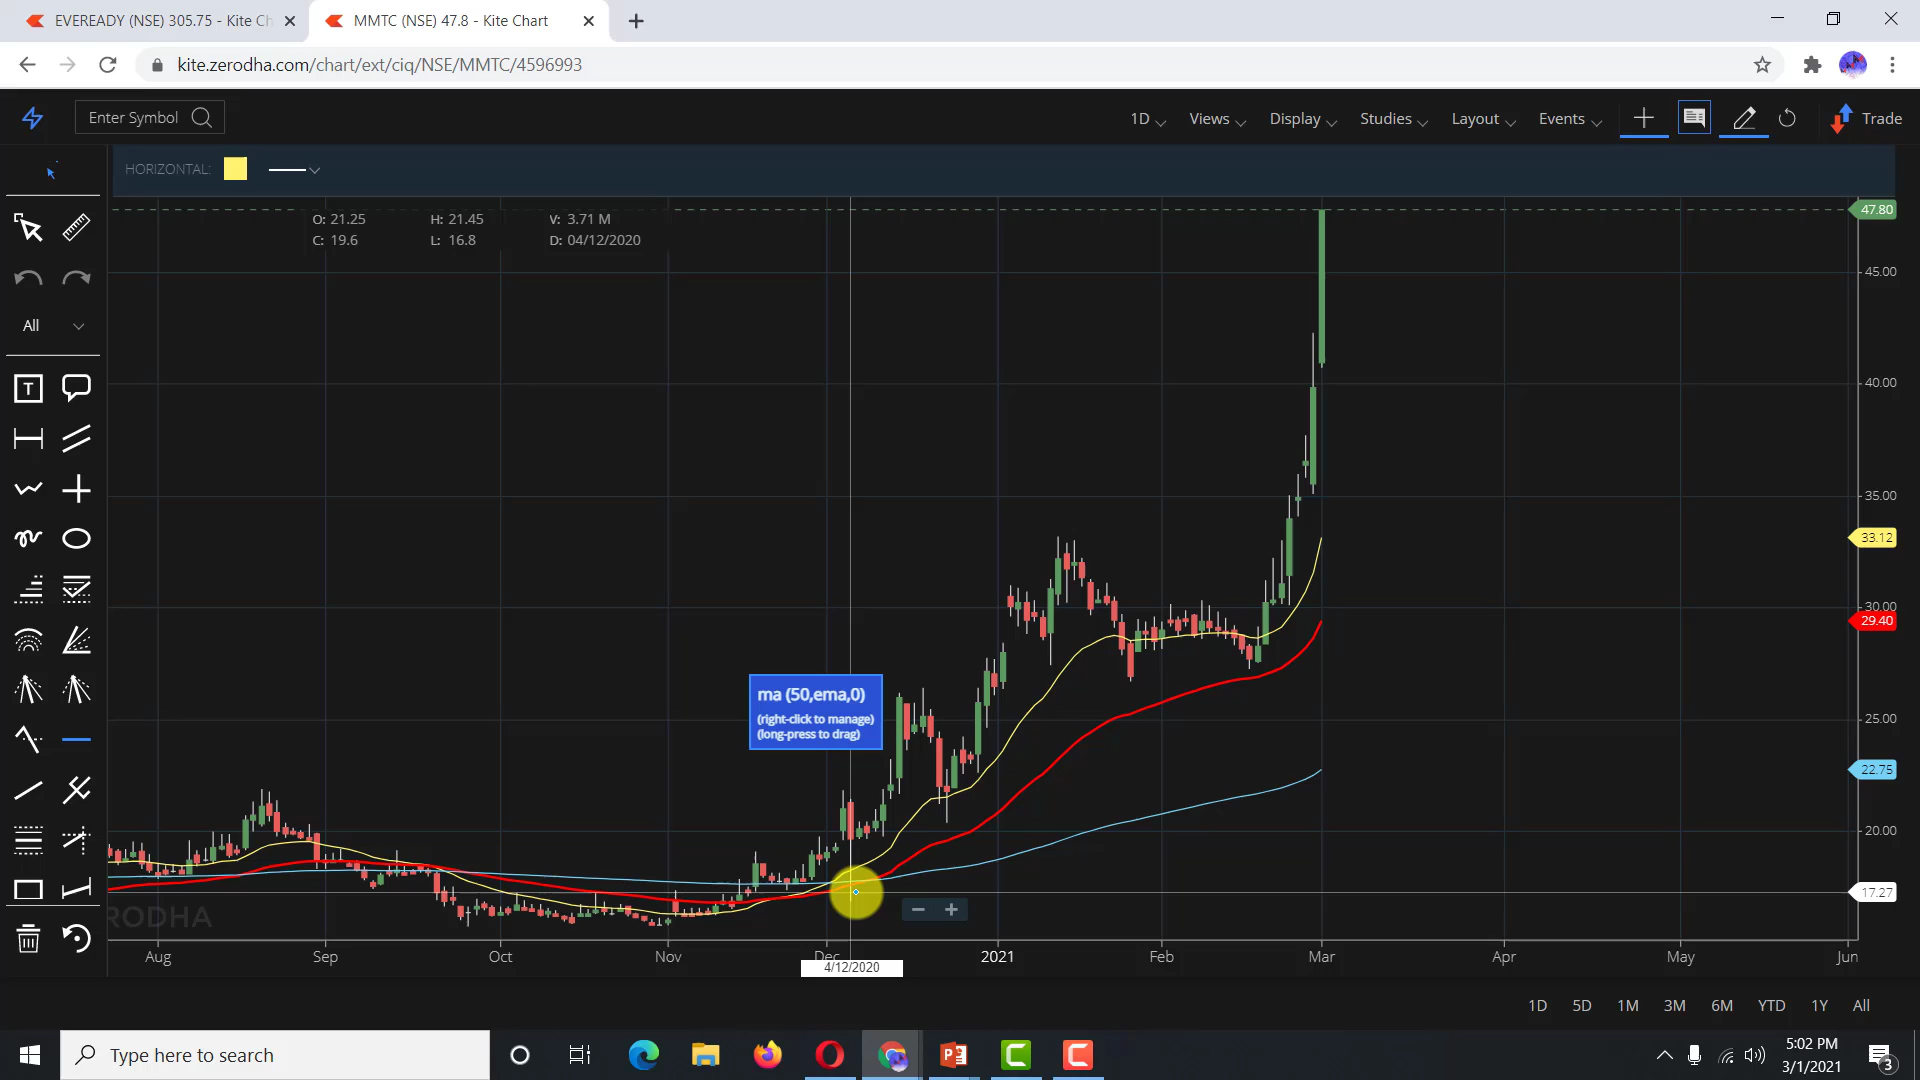 EVEREADY (NSE) 305.75 - Kite Ch
MMTC (NSE) 47.8 - Kite Chart
kite.zerodha.com/chart/ext/ciq/NSE/MMTC/4596993
Enter Symbol
1D
Views
Display
Studies
Layout
Events
Trade
HORIZONTAL:
O: 21.25
H: 21.45
V: 3.71 M
C: 19.6
L: 16.8
D: 04/12/2020
All
T
47.80
45.00
40.00
35.00
33.12
30.00
29.40
25.00
22.75
20.00
17.27
ma (50,ema,0)
(right-click to manage)
(long-press to drag)
RODHA
Aug
Sep
Oct
Nov
Dec
2021
Feb
Mar
Apr
May
Jun
4/12/2020
1D
5D
1M
3M
6M
YTD
1Y
All
Type here to search
5:02 PM
3/1/2021
3